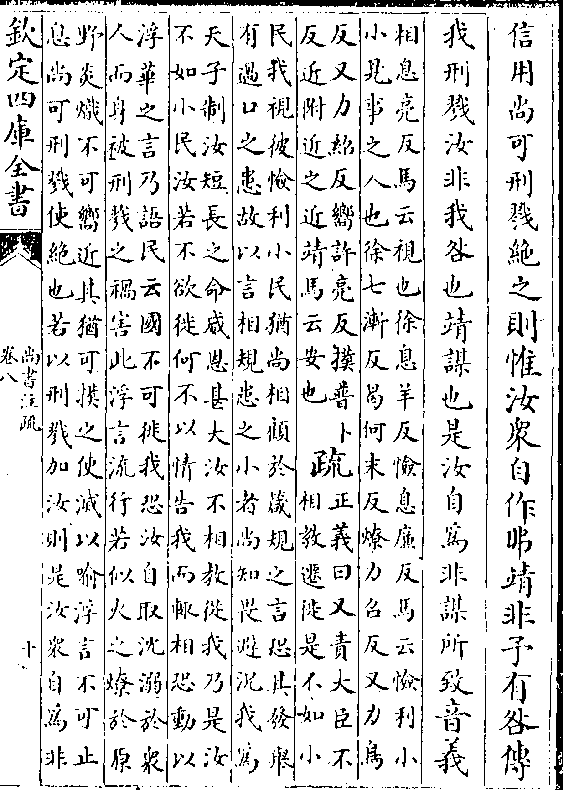 信用尚可刑戮絶之則惟汝衆自作弗靖非予有咎傳
我刑戮汝非我咎也靖謀也是汝自爲非謀所致音義
相息亮反馬云視也徐息羊反憸息廉反馬云憸利小
小見事之人也徐七漸反曷何末反燎力召反又力鳥
反又力紹反嚮許亮反撲普卜
反近附近之近靖馬云安也
疏
正義曰又責大臣不
相教遷徙是不如小
民我視彼憸利小民猶尚相顧於箴規之言恐其發舉
有過口之患故以言相規患之小者尚知畏避況我爲
天子制汝短長之命威恩甚大汝不相教從我乃是汝
不如小民汝若不欲徙何不以情告我而輒相恐動以
浮華之言乃語民云國不可徙我恐汝自取沈溺於衆
人而身被刑戮之禍害此浮言流行若似火之燎於原
野炎熾不可嚮近其猶可撲之使滅以喻浮言不可止
息尚可刑戮使絶也若以刑戮加汝則是汝衆自爲非
欽定四庫全書
尚書注疏
卷八
十